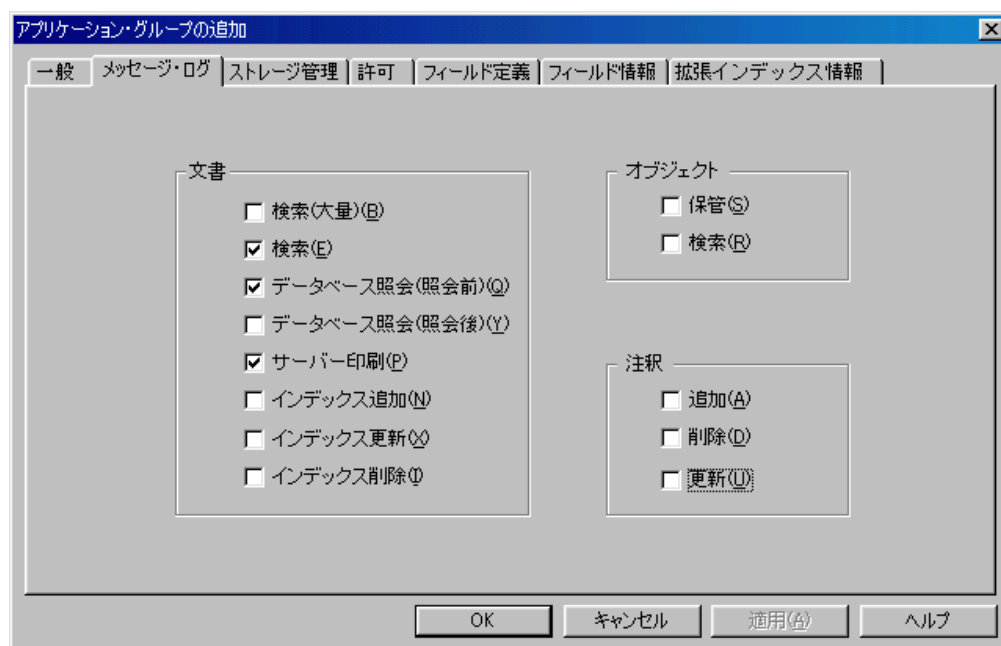 アプリケーション・グループの追加
一般 メッセージ・ログ ストレージ管理 許可 フィールド定義 フィールド情報 拡張インデックス情報
文書
検索(大量)(B)
検索(E)
データベース照会(照会前)(Q)
データベース照会(照会後)(Y)
サーバー印刷(P)
インデックス追加(N)
インデックス更新(X)
インデックス削除(I)
オブジェクト
保管(S)
検索(R)
注釈
追加(A)
削除(D)
更新(U)
OK キャンセル 適用(A) ヘルプ